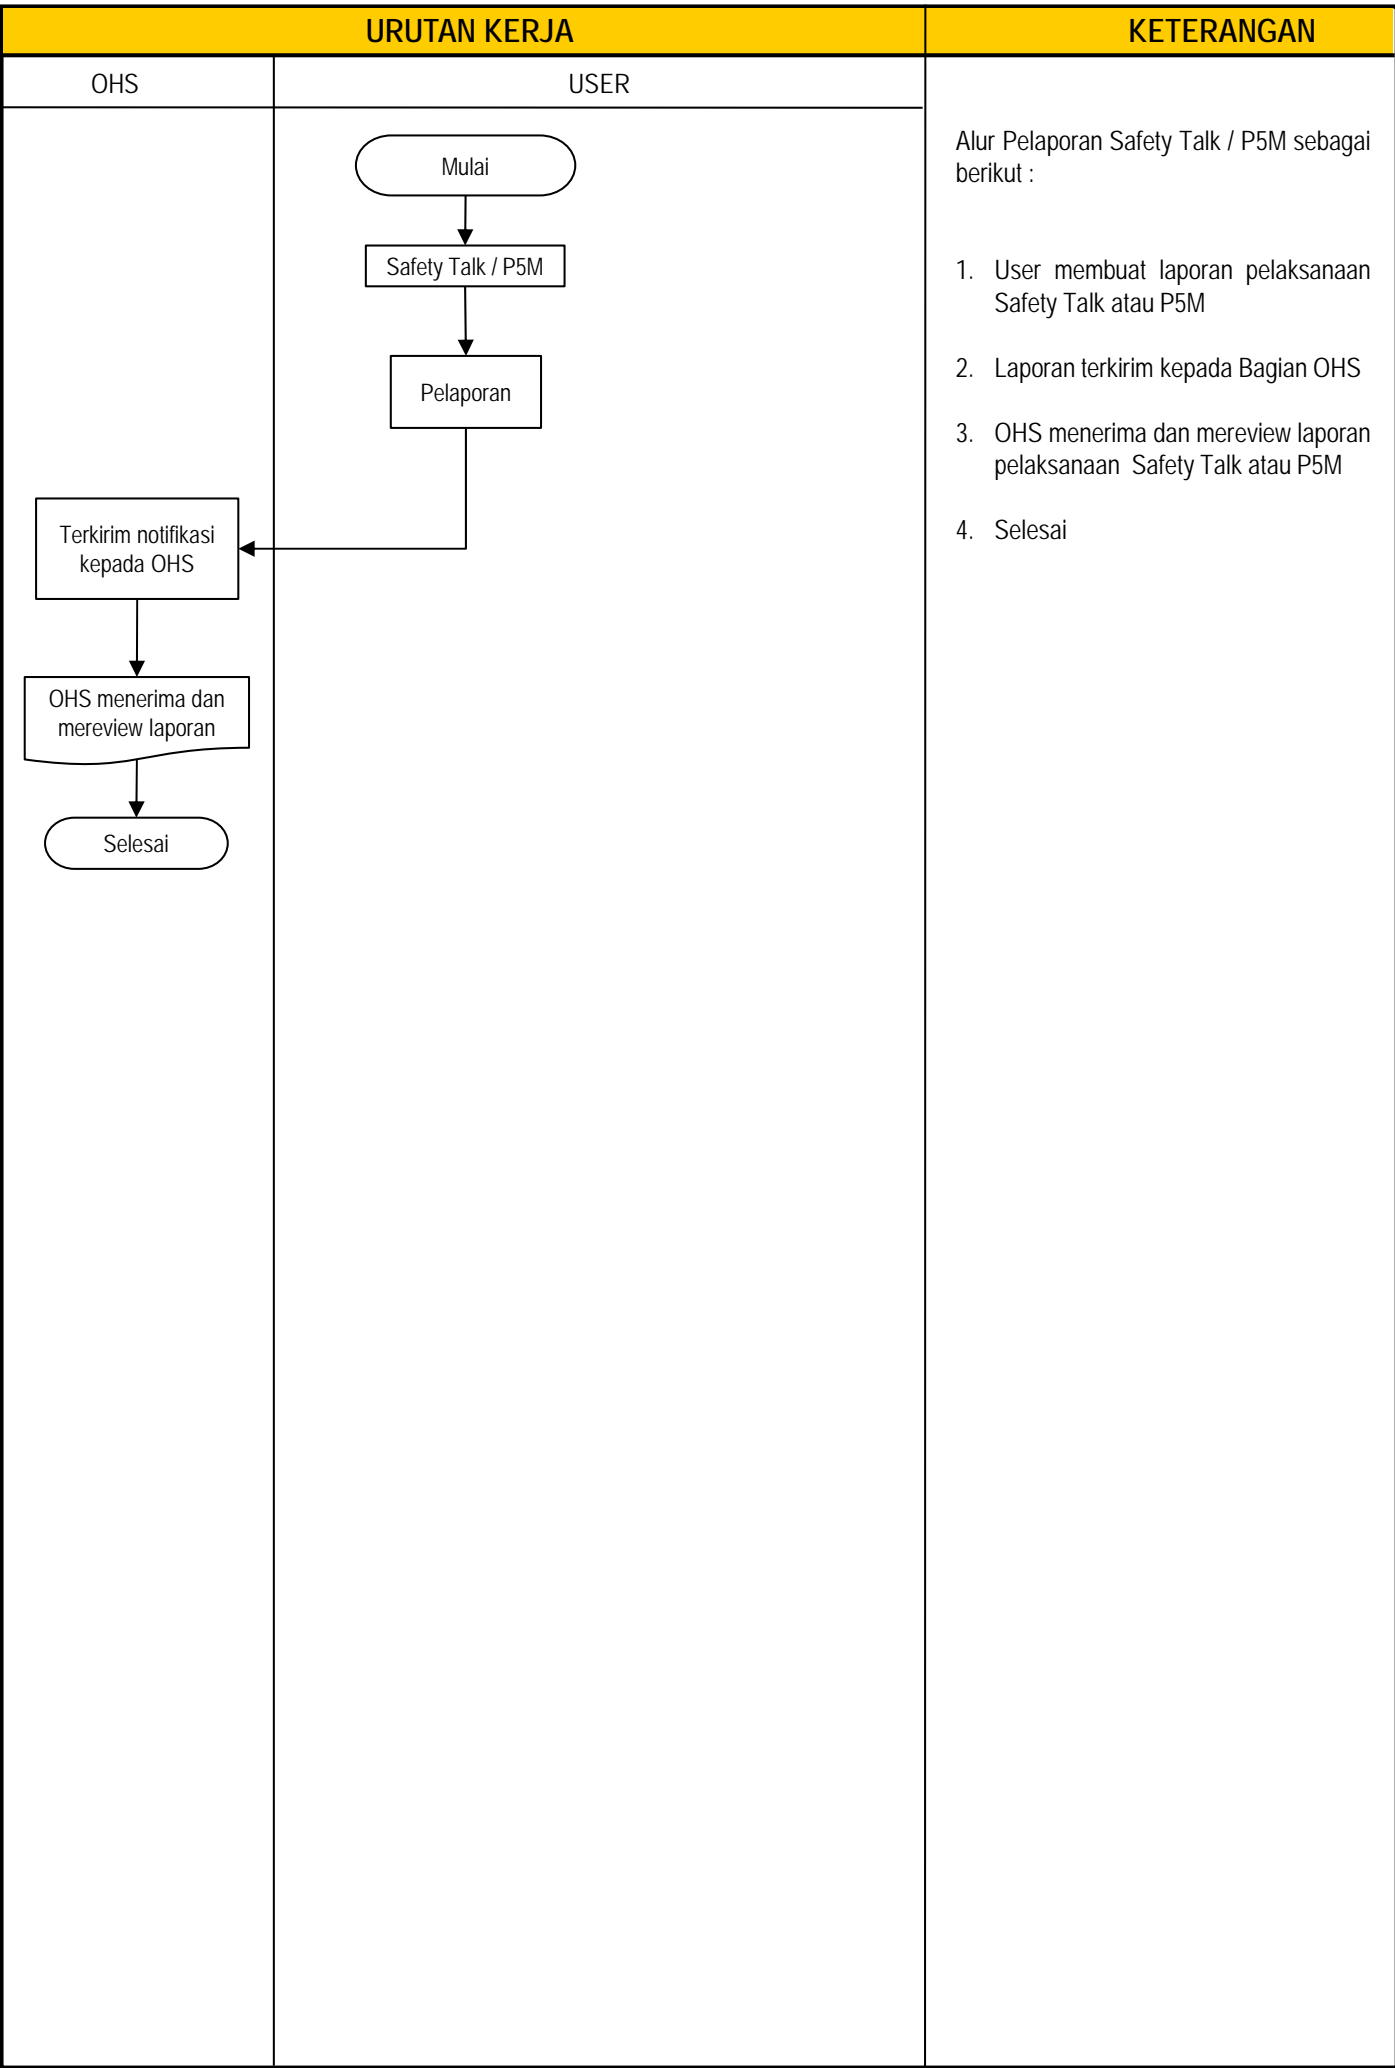 URUTAN KERJA
KETERANGAN
OHS
USER
Mulai
Safety Talk / P5M
Pelaporan
Terkirim notifikasi
kepada OHS
OHS menerima dan
mereview laporan
Selesai
Alur Pelaporan Safety Talk / P5M sebagai
berikut :
1. User membuat laporan pelaksanaan
Safety Talk atau P5M
2. Laporan terkirim kepada Bagian OHS
3. OHS menerima dan mereview laporan
pelaksanaan Safety Talk atau P5M
4. Selesai